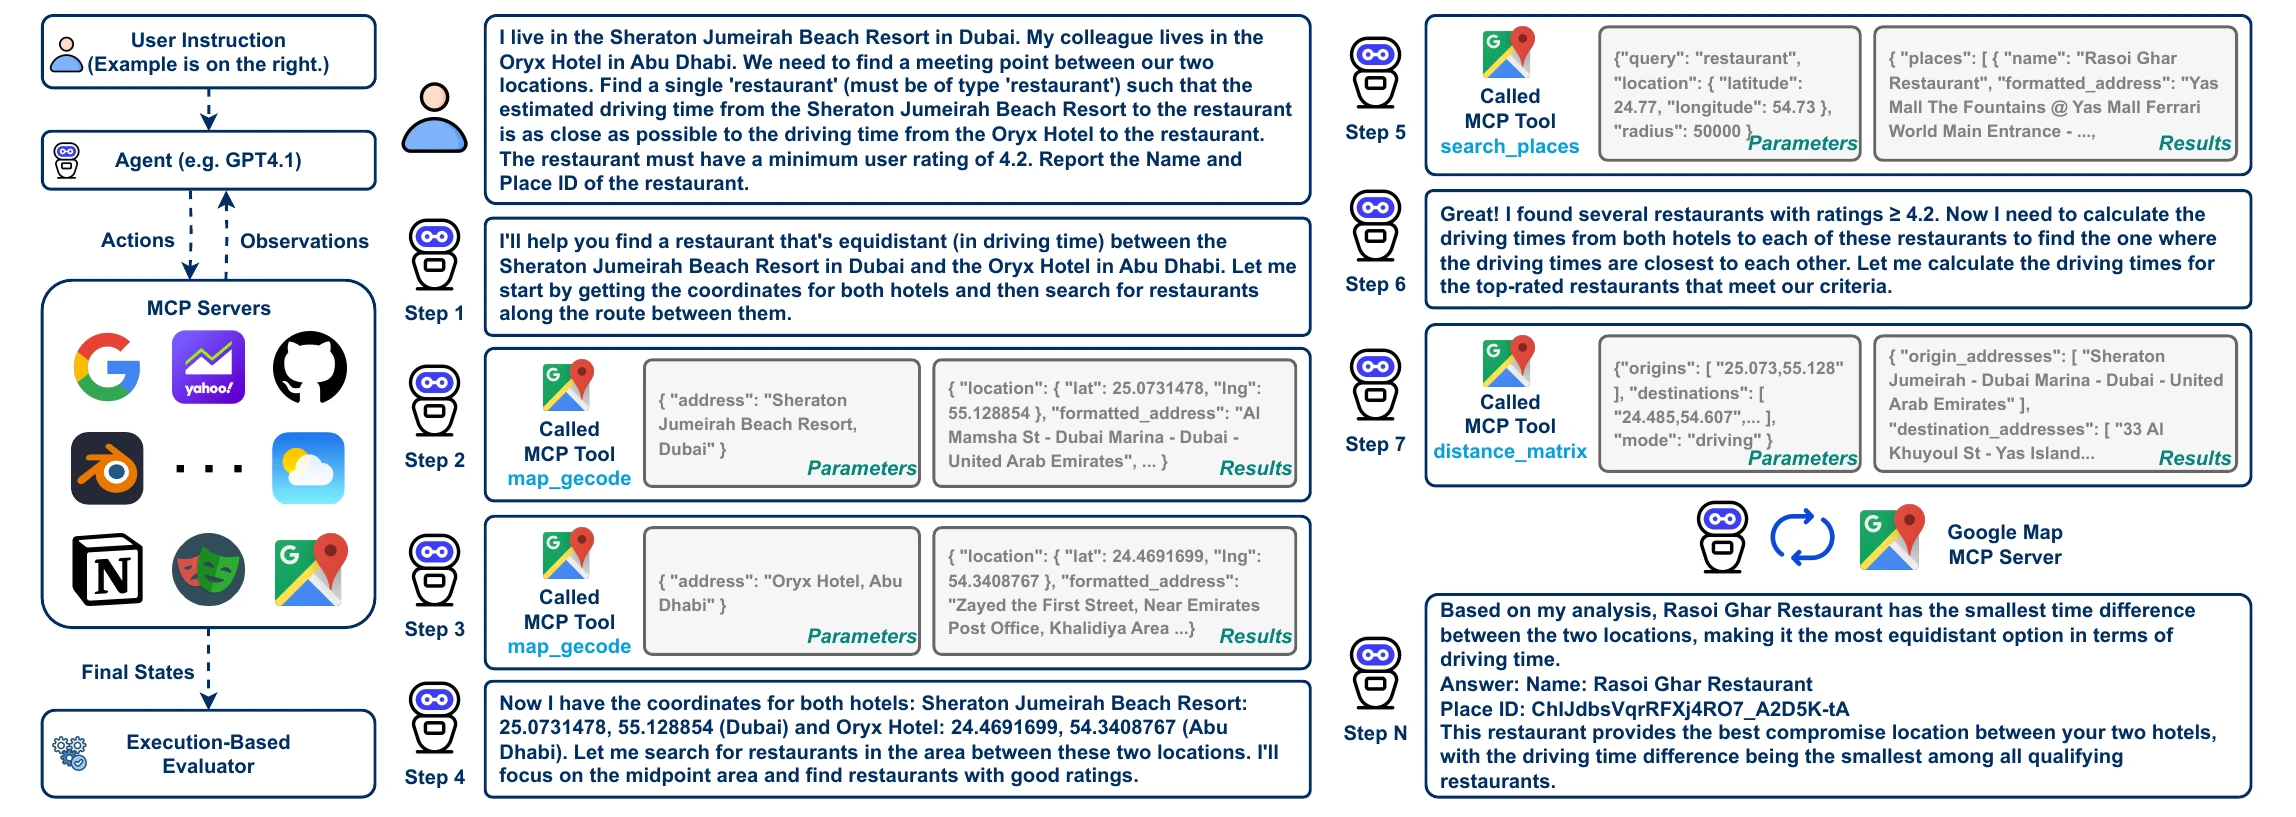 User Instruction
(Example is on the right.)
Agent (e.g. GPT4.1)
Actions
Observations
MCP Servers
G
yahoo!
. . .
N
G
Final States
Execution-Based
Evaluator
I live in the Sheraton Jumeirah Beach Resort in Dubai. My colleague lives in the
Oryx Hotel in Abu Dhabi. We need to find a meeting point between our two
locations. Find a single 'restaurant' (must be of type 'restaurant') such that the
estimated driving time from the Sheraton Jumeirah Beach Resort to the restaurant
is as close as possible to the driving time from the Oryx Hotel to the restaurant.
The restaurant must have a minimum user rating of 4.2. Report the Name and
Place ID of the restaurant.
Step 1
I'll help you find a restaurant that's equidistant (in driving time) between the
Sheraton Jumeirah Beach Resort in Dubai and the Oryx Hotel in Abu Dhabi. Let me
start by getting the coordinates for both hotels and then search for restaurants
along the route between them.
Step 2
G
Called
MCP Tool
map_gecode
{ "address": "Sheraton
Jumeirah Beach Resort,
Dubai" }
Parameters
{ "location": { "lat": 25.0731478, "lng":
55.128854 }, "formatted_address": "Al
Mamsha St - Dubai Marina - Dubai -
United Arab Emirates", ... }
Results
Step 3
G
Called
MCP Tool
map_gecode
{ "address": "Oryx Hotel, Abu
Dhabi" }
Parameters
{ "location": { "lat": 24.4691699, "lng":
54.3408767 }, "formatted_address":
"Zayed the First Street, Near Emirates
Post Office, Khalidiya Area ...}
Results
Step 4
Now I have the coordinates for both hotels: Sheraton Jumeirah Beach Resort:
25.0731478, 55.128854 (Dubai) and Oryx Hotel: 24.4691699, 54.3408767 (Abu
Dhabi). Let me search for restaurants in the area between these two locations. I'll
focus on the midpoint area and find restaurants with good ratings.
Step 5
G
Called
MCP Tool
search_places
{"query": "restaurant",
"location": { "latitude":
24.77, "longitude": 54.73 },
"radius": 50000 }
Parameters
{ "places": [ { "name": "Rasoi Ghar
Restaurant", "formatted_address": "Yas
Mall The Fountains @ Yas Mall Ferrari
World Main Entrance - ...,
Results
Step 6
Great! I found several restaurants with ratings ≥ 4.2. Now I need to calculate the
driving times from both hotels to each of these restaurants to find the one where
the driving times are closest to each other. Let me calculate the driving times for
the top-rated restaurants that meet our criteria.
Step 7
G
Called
MCP Tool
distance_matrix
{"origins": [ "25.073,55.128"
], "destinations": [
"24.485,54.607",... ],
"mode": "driving" }
Parameters
{ "origin_addresses": [ "Sheraton
Jumeirah - Dubai Marina - Dubai - United
Arab Emirates" ],
"destination_addresses": [ "33 Al
Khuyoul St - Yas Island...
Results
G
Google Map
MCP Server
Step N
Based on my analysis, Rasoi Ghar Restaurant has the smallest time difference
between the two locations, making it the most equidistant option in terms of
driving time.
Answer: Name: Rasoi Ghar Restaurant
Place ID: ChIJdbsVqrRFXj4RO7_A2D5K-tA
This restaurant provides the best compromise location between your two hotels,
with the driving time difference being the smallest among all qualifying
restaurants.